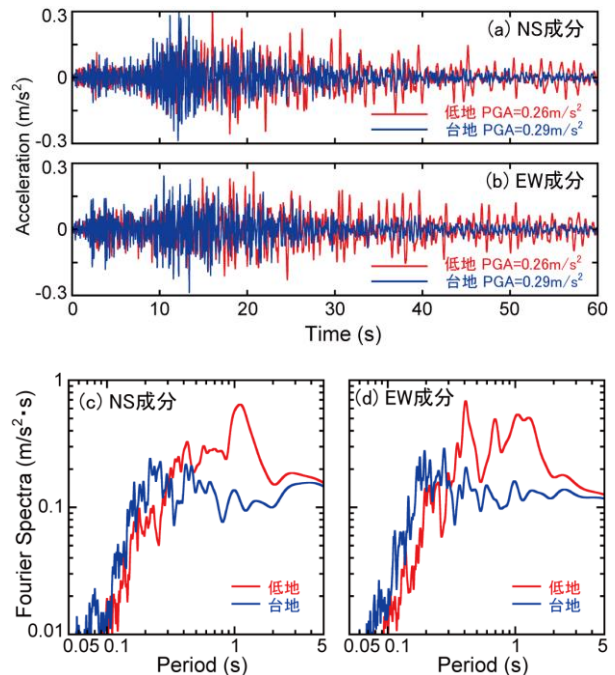 0.3
(a) NS成分
0
低地 PGA=0.26m/s²
台地 PGA=0.29m/s²
-0.3
Acceleration (m/s²)
0.3
(b) EW成分
0
低地 PGA=0.26m/s²
台地 PGA=0.29m/s²
-0.3
0 10 20 30 40 50 60
Time (s)
1
(c) NS成分
(d) EW成分
Fourier Spectra (m/s²・s)
0.1
低地
台地
低地
台地
0.01
0.05 0.1 1 5
0.05 0.1 1 5
Period (s)
Period (s)